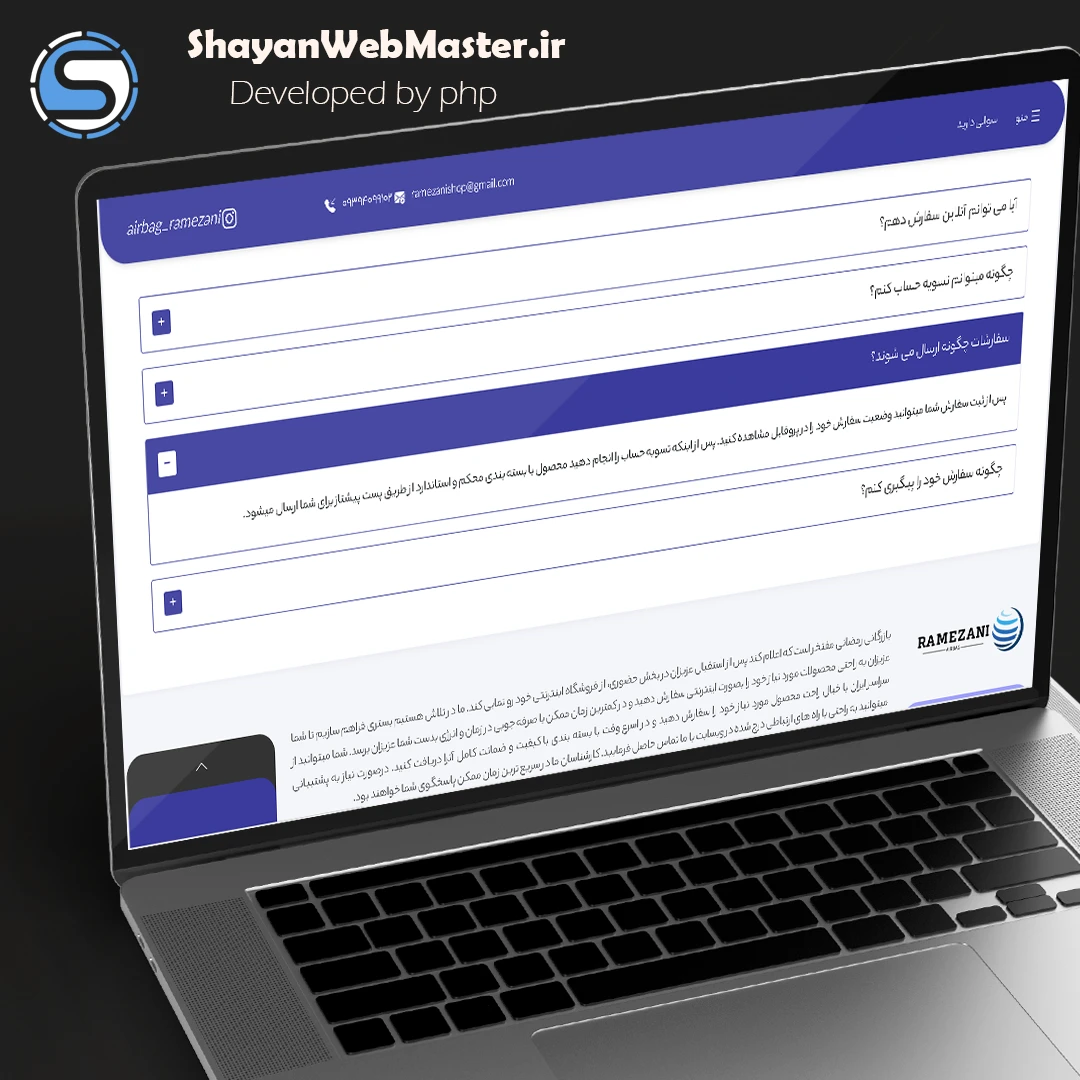 ShayanWebMaster.ir
Developed by php
منو
سوالی دارید
ramezanishop@gmail.com
۰۹۳۹۴۰۹۹۱۰۲
airbag_ramezani
آیا می توانم آنلاین سفارش دهم؟
چگونه میتوانم تسویه حساب کنم؟
سفارشات چگونه ارسال می شوند؟
پس از ثبت سفارش شما میتوانید وضعیت سفارش خود را در پروفایل مشاهده کنید. پس از اینکه تسویه حساب را انجام دهید محصول با بسته بندی محکم و استاندارد از طریق پست پیشتاز برای شما ارسال میشود.
چگونه سفارش خود را پیگیری کنم؟
RAMEZANI
AIRBAG
بازرگانی رمضانی مفتخر است که اعلام کند پس از استقبال عزیزان در بخش حضوری، از فروشگاه اینترنتی خود رو نمایی کند. ما در تلاش هستیم بستری فراهم سازیم تا شما
عزیزان به راحتی محصولات مورد نیاز خود را بصورت اینترنتی سفارش دهید و در کمترین زمان ممکن با صرفه جویی در زمان و انرژی بدست شما عزیزان برسد. شما میتوانید از
سراسر ایران با خیال راحت محصول مورد نیاز خود را سفارش دهید و در اسرع وقت با بسته بندی با کیفیت و ضمانت کامل آنرا دریافت کنید. درصورت نیاز به پشتیبانی
میتوانید به راحتی با راه های ارتباطی درج شده در وبسایت با ما تماس حاصل فرمایید. کارشناسان ما در سریع ترین زمان ممکن پاسخگوی شما خواهند بود.